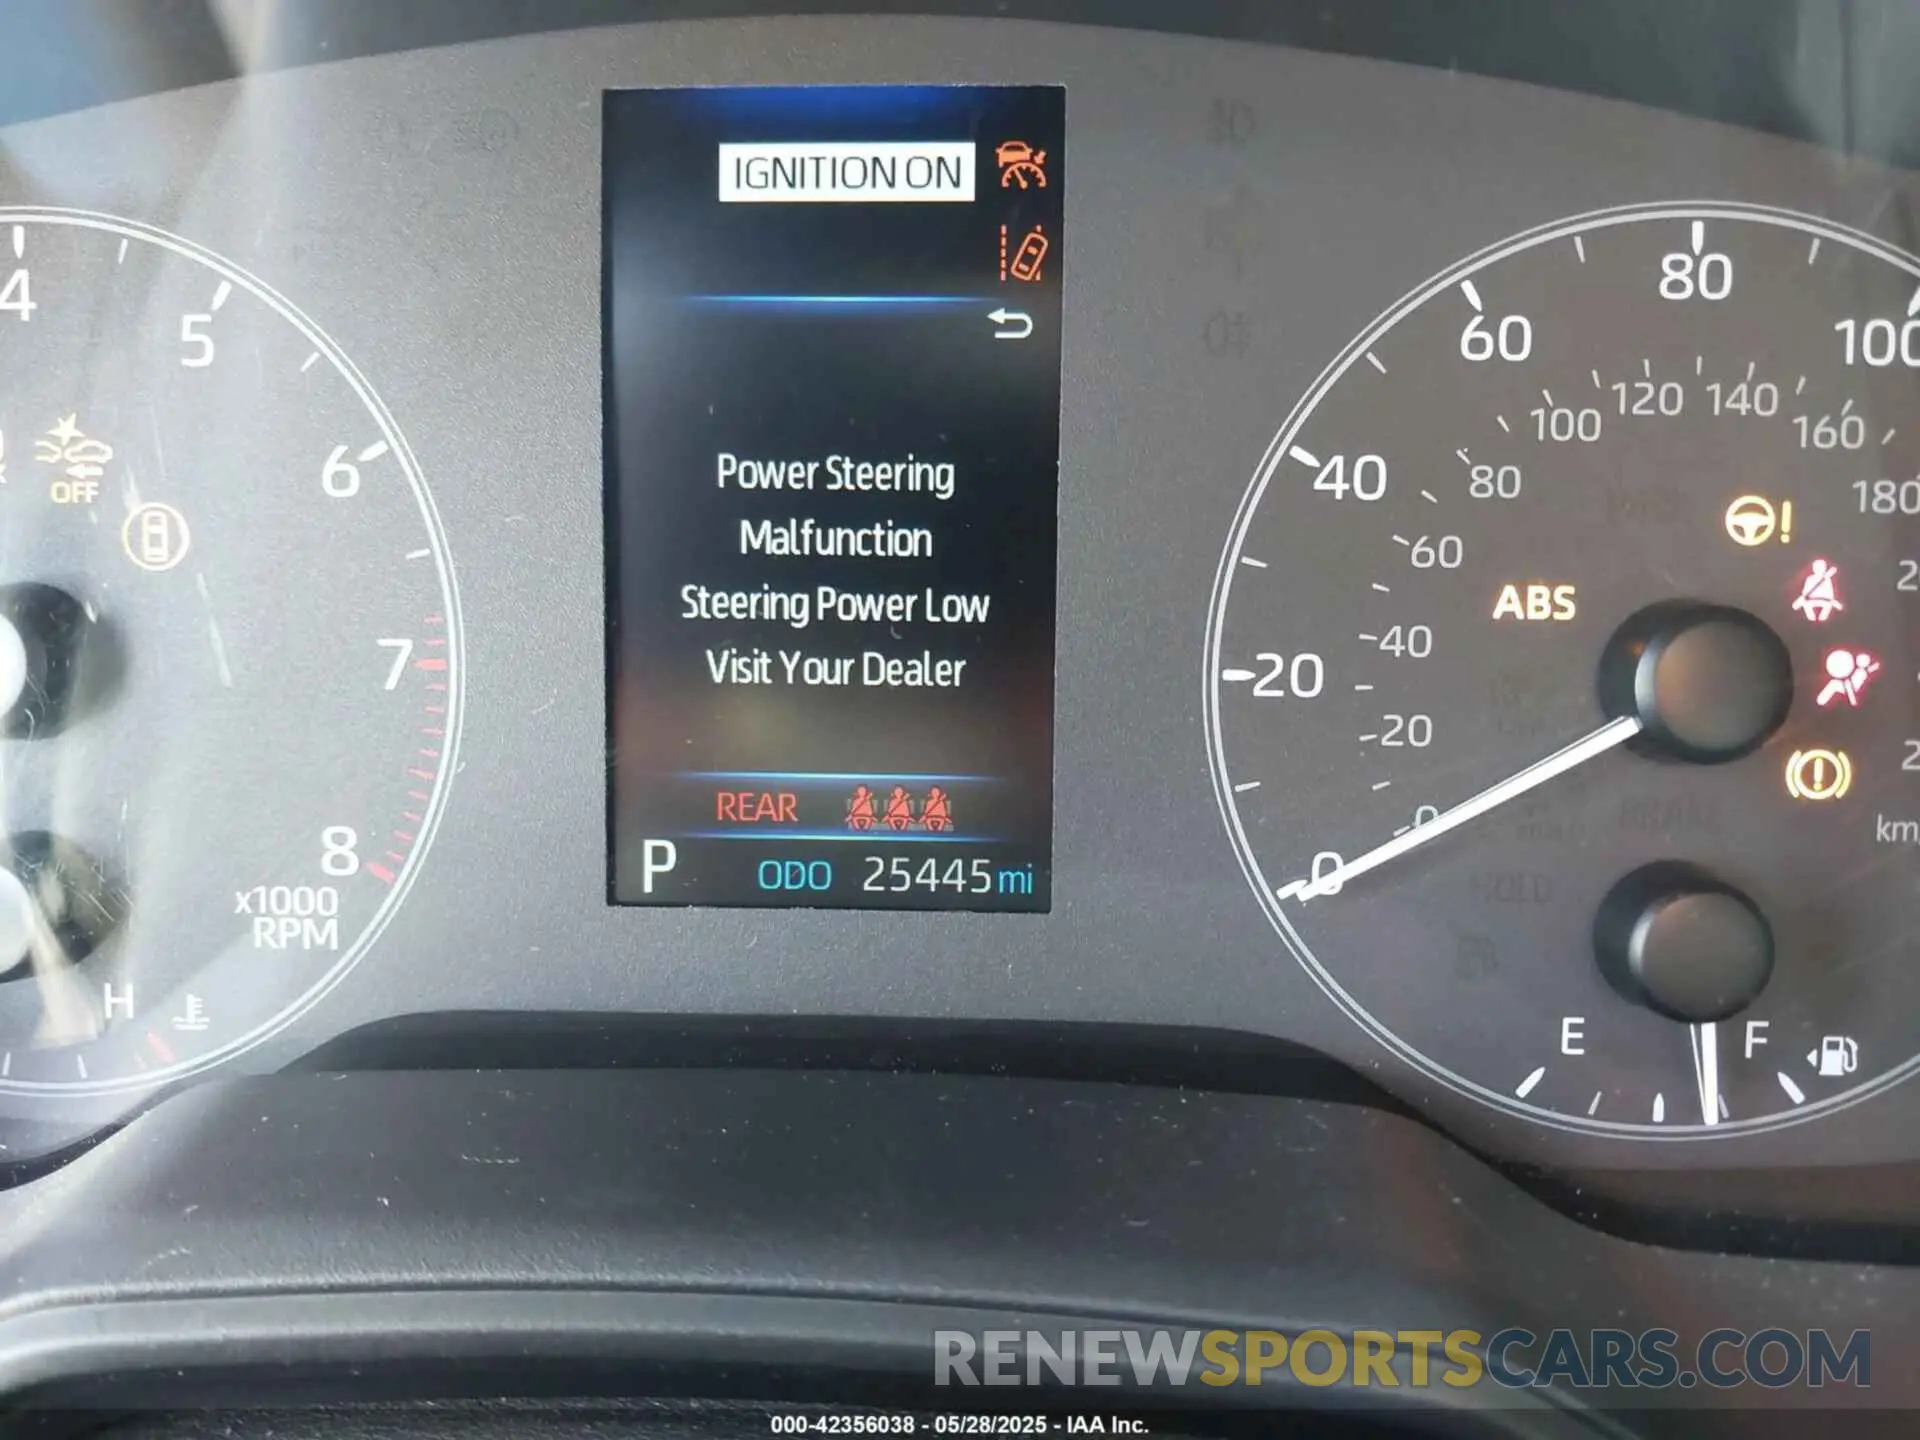 IGNITION ON
Power Steering
Malfunction
Steering Power Low
Visit Your Dealer
REAR
P ODO 25445 mi
4
5
6
7
8
x1000
RPM
OFF
H
0
20
40
60
80
100
0
20
40
60
80
100
120
140
160
180
km
ABS
E
F
RENEWSPORTSCARS.COM
000-42356038 - 05/28/2025 - IAA Inc.